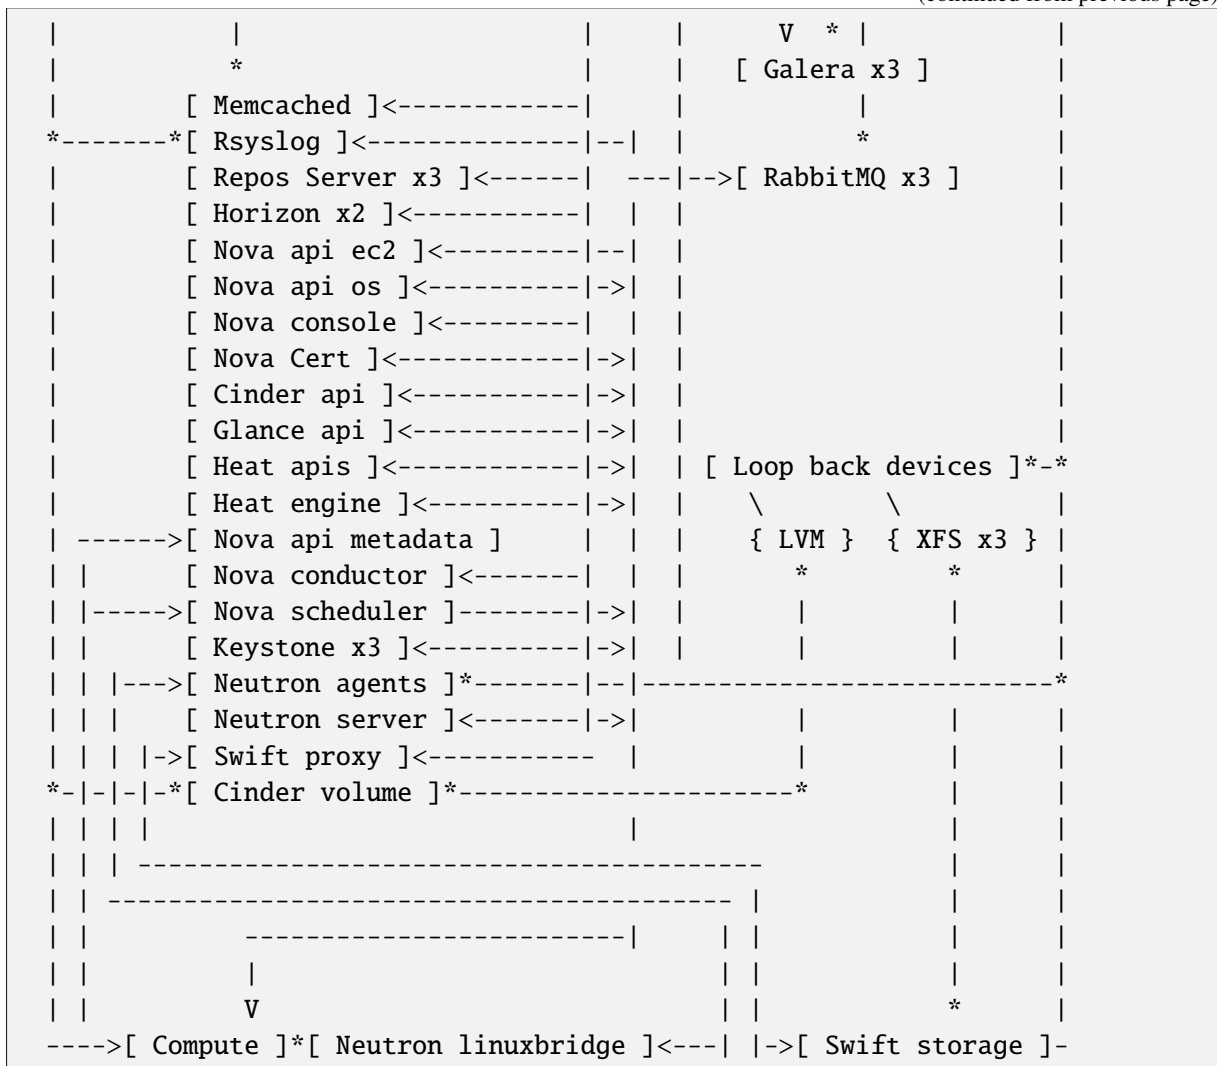 (continued from previous page)
|           |                      |     |      V  * |            |
|           *                      |     |   [ Galera x3 ]        |
|        [ Memcached ]<------------|     |           |            |
*-------*[ Rsyslog ]<--------------|--|  |           *            |
|        [ Repos Server x3 ]<------|  ---|-->[ RabbitMQ x3 ]      |
|        [ Horizon x2 ]<-----------|  |  |                        |
|        [ Nova api ec2 ]<---------|--|  |                        |
|        [ Nova api os ]<----------|->|  |                        |
|        [ Nova console ]<---------|  |  |                        |
|        [ Nova Cert ]<------------|->|  |                        |
|        [ Cinder api ]<-----------|->|  |                        |
|        [ Glance api ]<-----------|->|  |                        |
|        [ Heat apis ]<------------|->|  | [ Loop back devices ]*-*
|        [ Heat engine ]<----------|->|  |    \        \          |
| ------>[ Nova api metadata ]     |  |  |    { LVM }  { XFS x3 } |
| |      [ Nova conductor ]<-------|  |  |       *         *      |
| |----->[ Nova scheduler ]--------|->|  |       |         |      |
| |      [ Keystone x3 ]<----------|->|  |       |         |      |
| | |--->[ Neutron agents ]*-------|--|---------------------------*
| | |    [ Neutron server ]<-------|->|          |         |      |
| | | |->[ Swift proxy ]<-----------  |          |         |      |
*-|-|-|-*[ Cinder volume ]*----------------------*         |      |
| | | |                               |                    |      |
| | | -----------------------------------------            |      |
| | ----------------------------------------- |            |      |
| |          -------------------------|     | |            |      |
| |          |                              | |            |      |
| |          V                              | |            *      |
---->[ Compute ]*[ Neutron linuxbridge ]<---| |->[ Swift storage ]-